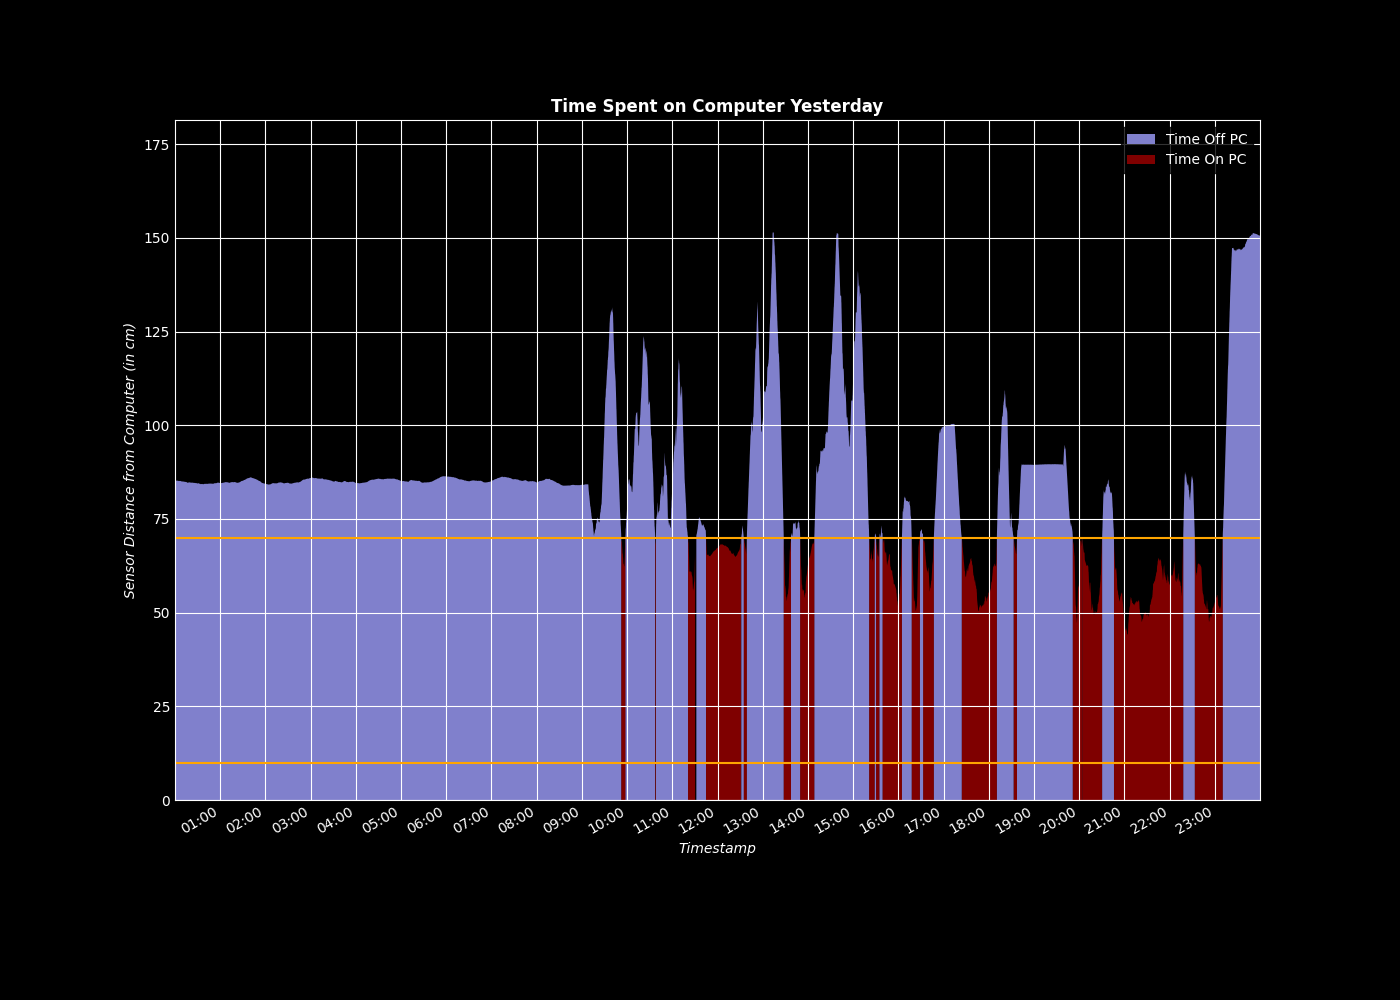 Time Spent on Computer Yesterday
Time Off PC
Time On PC
175
150
125
100
75
50
25
0
Sensor Distance from Computer (in cm)
01:00 02:00 03:00 04:00 05:00 06:00 07:00 08:00 09:00 10:00 11:00 12:00 13:00 14:00 15:00 16:00 17:00 18:00 19:00 20:00 21:00 22:00 23:00
Timestamp